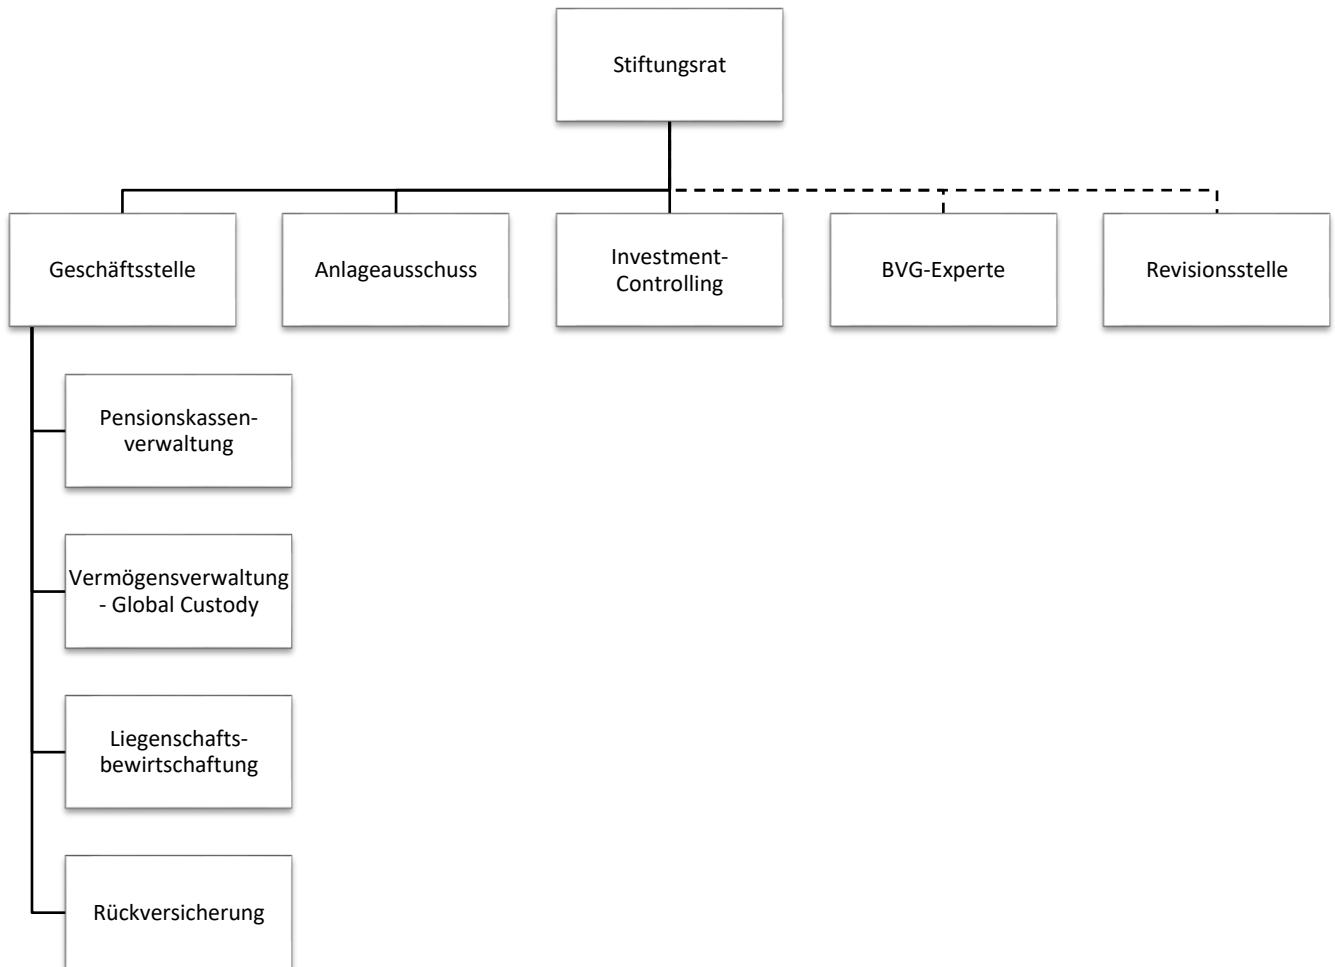 Stiftungsrat
Geschäftsstelle
Anlageausschuss
Investment-
Controlling
BVG-Experte
Revisionsstelle
Pensionskassen-
verwaltung
Vermögensverwaltung
- Global Custody
Liegenschafts-
bewirtschaftung
Rückversicherung